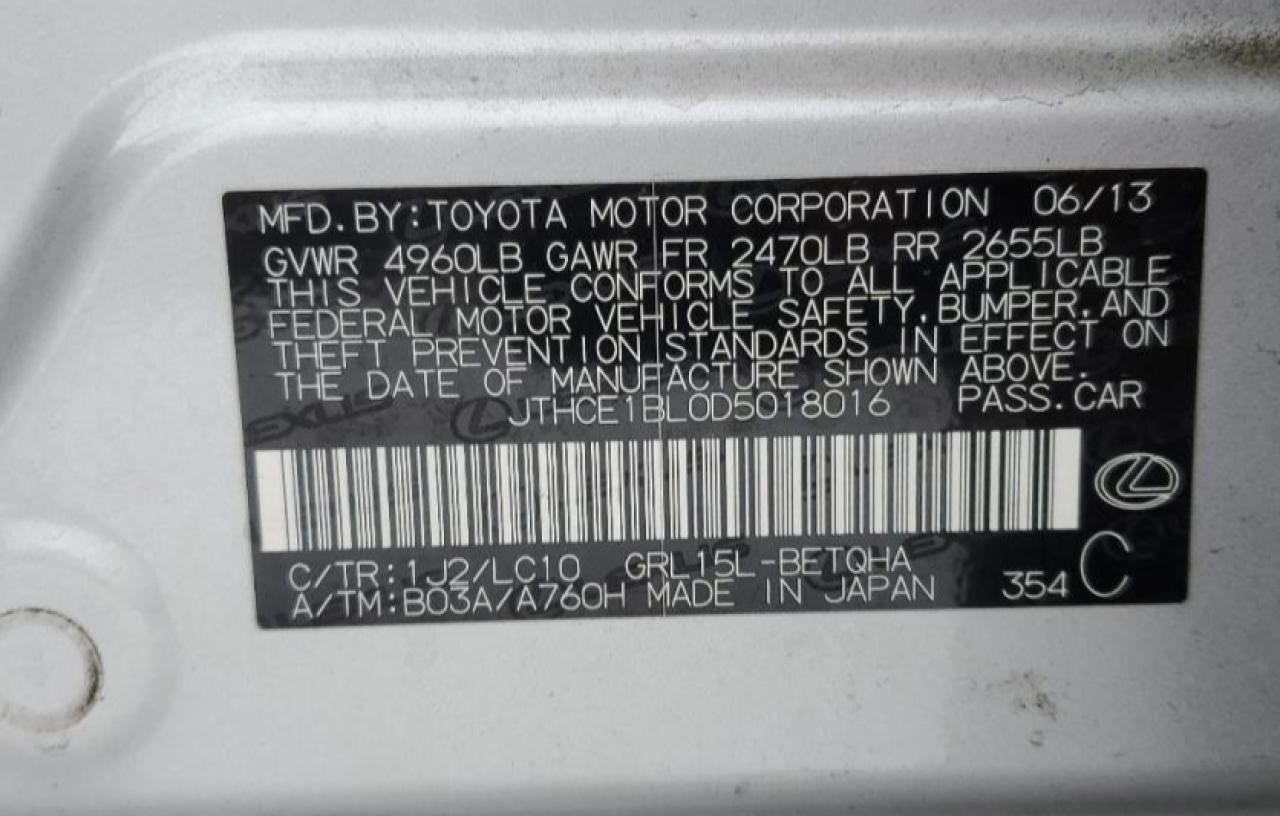 MFD.BY:TOYOTA MOTOR CORPORATION 06/13
GVWR 4960LB GAWR FR 2470LB RR 2655LB
THIS VEHICLE CONFORMS TO ALL APPLICABLE
FEDERAL MOTOR VEHICLE SAFETY,BUMPER,AND
THEFT PREVENTION STANDARDS IN EFFECT ON
THE DATE OF MANUFACTURE SHOWN ABOVE.
JTHCE1BL0D5018016 PASS.CAR
C/TR:1J2/LC10 GRL15L-BETQHA
A/TM:B03A/A760H MADE IN JAPAN 354 C